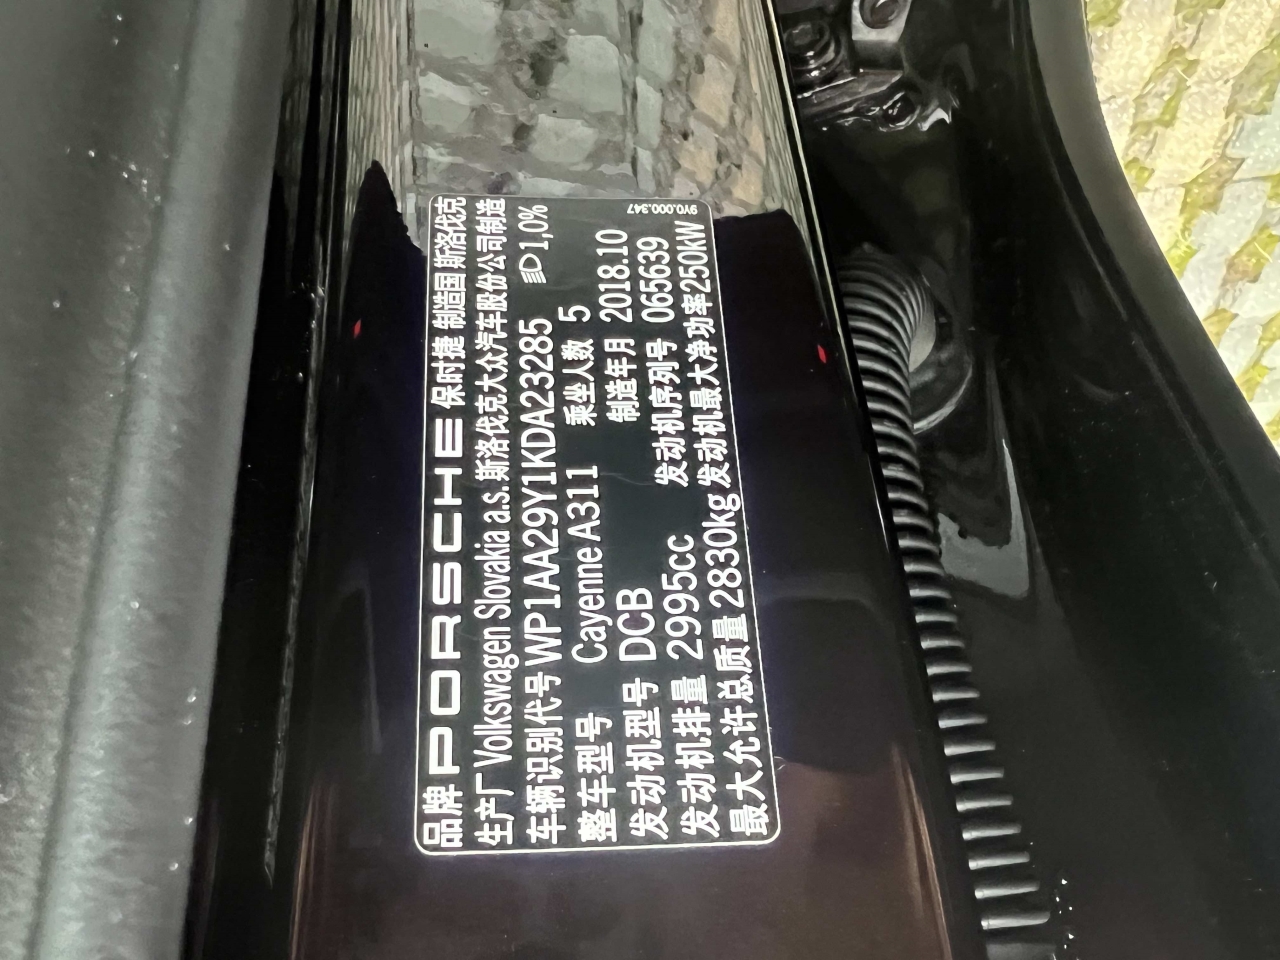 品牌 PORSCHE 保时捷 制造国 斯洛伐克
生产厂 Volkswagen Slovakia a.s.斯洛伐克大众汽车股份公司制造
车辆识别代号 WP1AA29Y1KDA23285 1,0%
整车型号 Cayenne A311 乘坐人数 5
发动机型号 DCB 制造年月 2018.10
发动机排量 2995cc 发动机序列号 065639
最大允许总质量 2830kg 发动机最大净功率250kW
9Y0.000.347